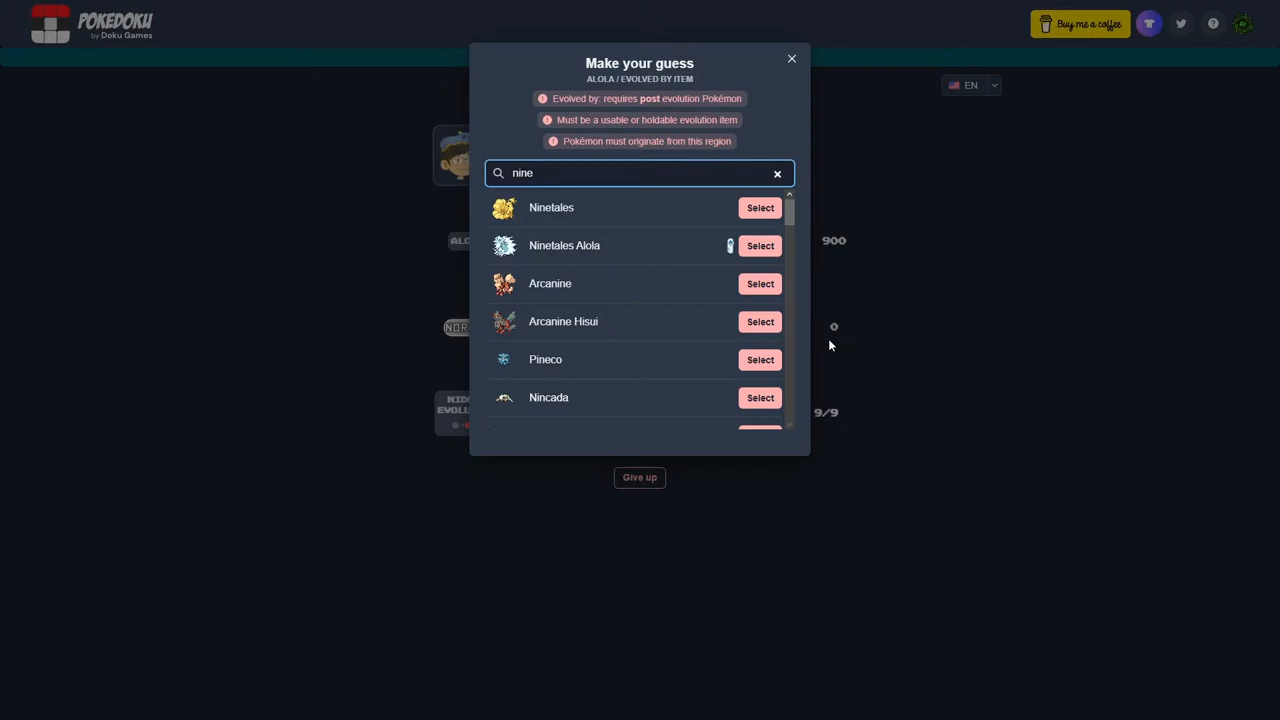 POKEDOKU
by Doku Games
Buy me a coffee
EN
Make your guess
ALOLA / EVOLVED BY ITEM
Evolved by: requires post evolution Pokémon
Must be a usable or holdable evolution item
Pokémon must originate from this region
nine
Ninetales Select
Ninetales Alola Select
Arcanine Select
Arcanine Hisui Select
Pineco Select
Nincada Select
900
0
9/9
Give up